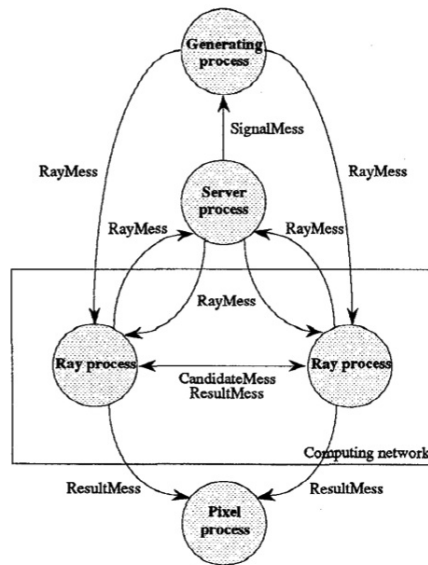 Generating
process
SignalMess
RayMess
RayMess
Server
process
RayMess
RayMess
RayMess
Ray process
Ray process
CandidateMess
ResultMess
Computing network
ResultMess
ResultMess
Pixel
process